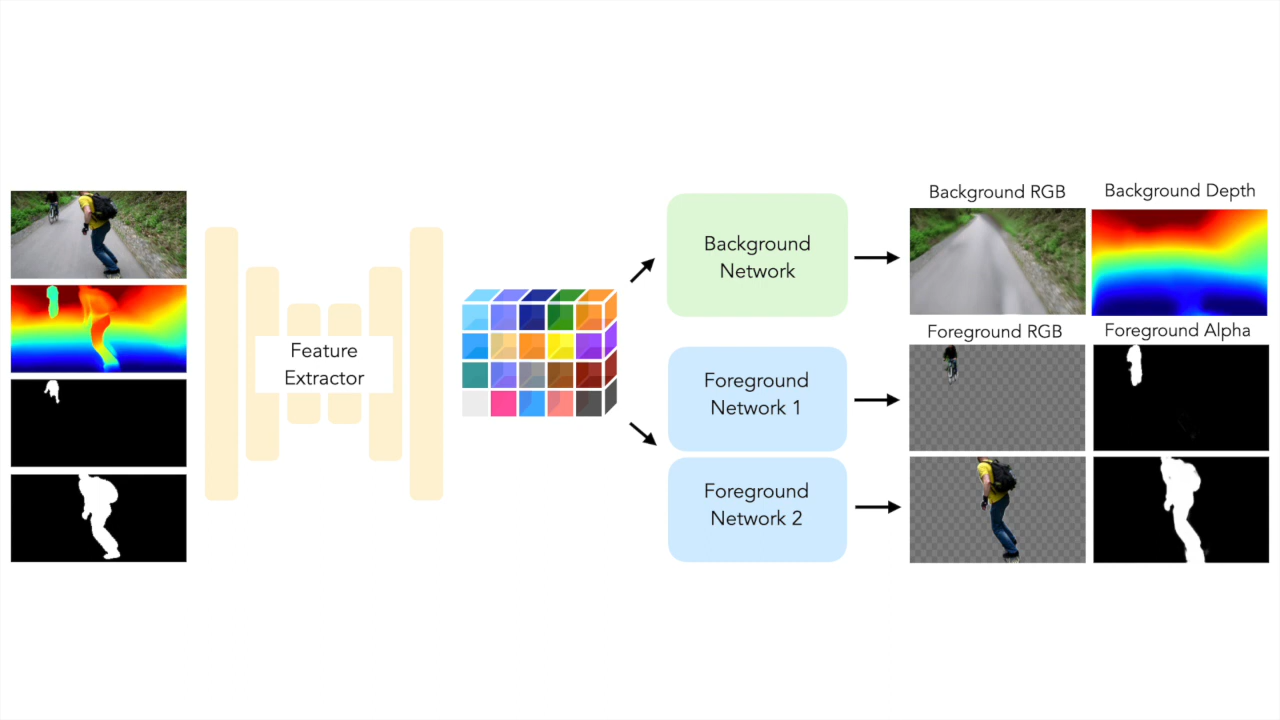 Feature
Extractor
Background
Network
Foreground
Network 1
Foreground
Network 2
Background RGB
Background Depth
Foreground RGB
Foreground Alpha